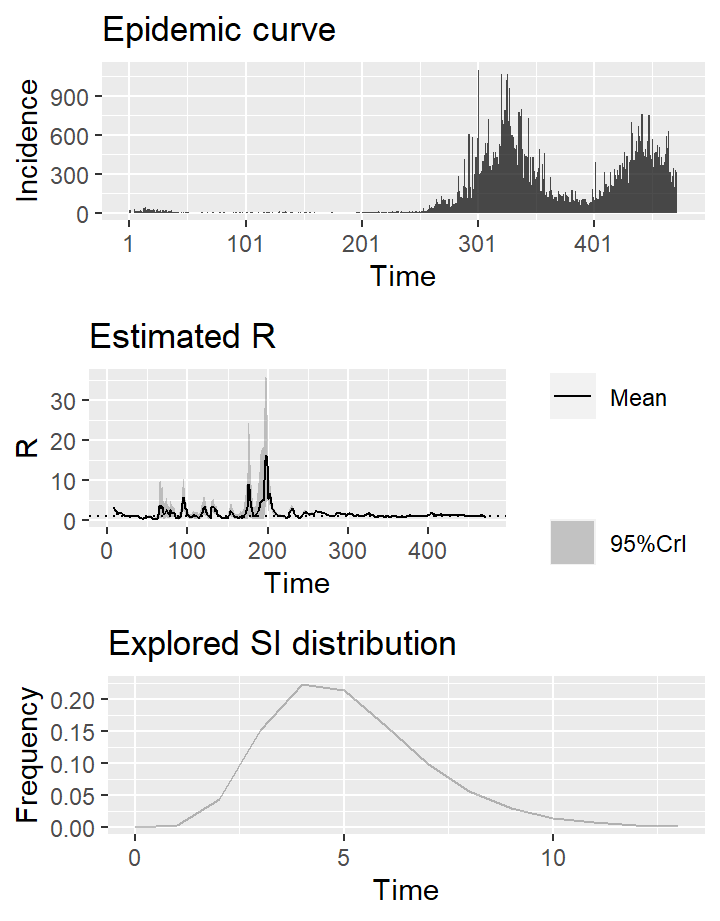 Epidemic curve
Incidence
900
600
300
0
1 101 201 301 401
Time
Estimated R
R
30
20
10
0
0 100 200 300 400
Time
Mean
95%CrI
Explored SI distribution
Frequency
0.20
0.15
0.10
0.05
0.00
0 5 10
Time